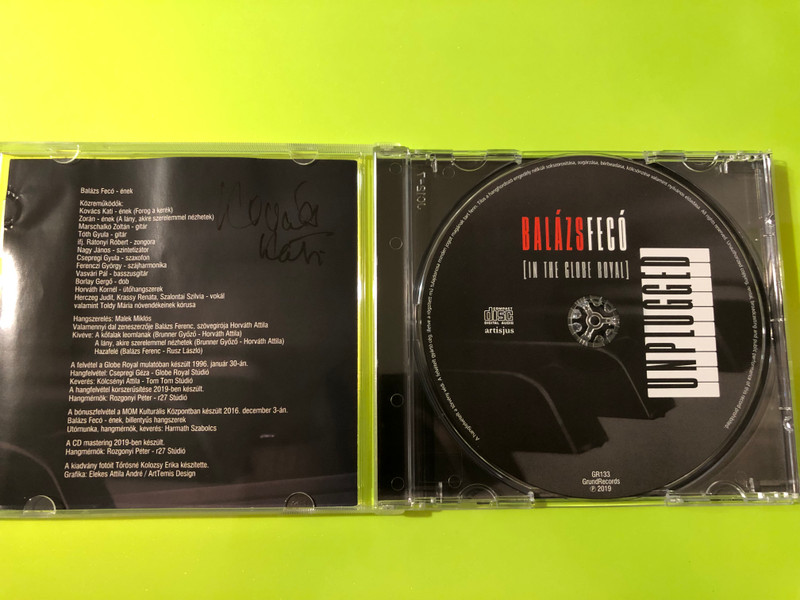 Balázs Fecó - ének
Közreműködők:
Kovács Kati - ének (Forog a kerék)
Zorán - ének (A lány, akire szerelemmel nézhetek)
Marschalkó Zoltán - gitár
Tóth Gyula - gitár
ifj. Rátonyi Róbert - zongora
Nagy János - szintetizátor
Csepregi Gyula - szaxofon
Ferenczi György - szájharmonika
Vasvári Pál - basszusgitár
Borlay Gergő - dob
Horváth Kornél - ütőhangszerek
Herczeg Judit, Krassy Renáta, Szalontai Szilvia - vokál
valamint Toldy Mária növendékeinek kórusa
Hangszerelés: Malek Miklós
Valamennyi dal zeneszerzője Balázs Ferenc, szövegírója Horváth Attila
Kivéve: A kőfalak leomlanak (Brunner Győző - Horváth Attila)
A lány, akire szerelemmel nézhetek (Brunner Győző - Horváth Attila)
Hazafelé (Balázs Ferenc - Rusz László)
A felvétel a Globe Royal mulatóban készült 1996. január 30-án.
Hangfelvétel: Csepregi Géza - Globe Royal Stúdió
Keverés: Kölcsényi Attila - Tom Tom Stúdió
A hangfelvétel korszerűsítése 2019-ben készült.
Hangmérnök: Rozgonyi Péter - r27 Stúdió
A bónuszfelvétel a MOM Kulturális Központban készült 2016. december 3-án.
Balázs Fecó - ének, billentyűs hangszerek
Utómunka, hangmérnök, keverés: Harmath Szabolcs
A CD mastering 2019-ben készült.
Hangmérnök: Rozgonyi Péter - r27 Stúdió
A kiadvány fotóit Tőrösné Kolozsy Erika készítette.
Grafika: Elekes Attila André / ArtTemis Design
Kovács
Kati
BALÁZSFECÓ
[IN THE GLOBE ROYAL]
UNPLUGGED
COMPACT
disc
DIGITAL AUDIO
artisjus
GR133
GrundRecords
℗ 2019